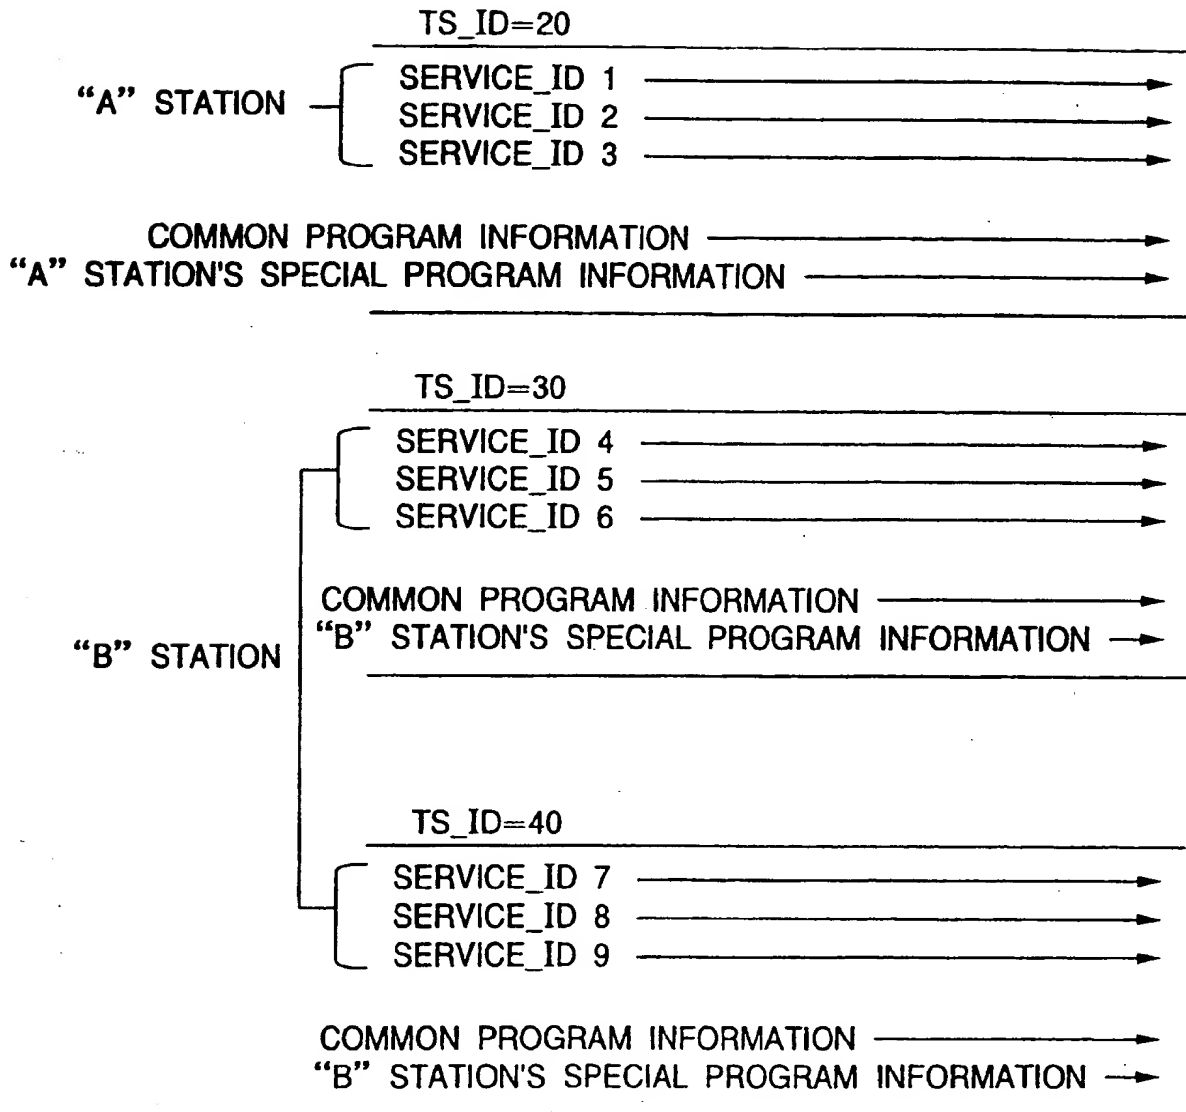 TS_ID=20
“A” STATION
SERVICE_ID 1
SERVICE_ID 2
SERVICE_ID 3
COMMON PROGRAM INFORMATION
“A” STATION'S SPECIAL PROGRAM INFORMATION
TS_ID=30
SERVICE_ID 4
SERVICE_ID 5
SERVICE_ID 6
COMMON PROGRAM INFORMATION
“B” STATION'S SPECIAL PROGRAM INFORMATION
“B” STATION
TS_ID=40
SERVICE_ID 7
SERVICE_ID 8
SERVICE_ID 9
COMMON PROGRAM INFORMATION
“B” STATION'S SPECIAL PROGRAM INFORMATION